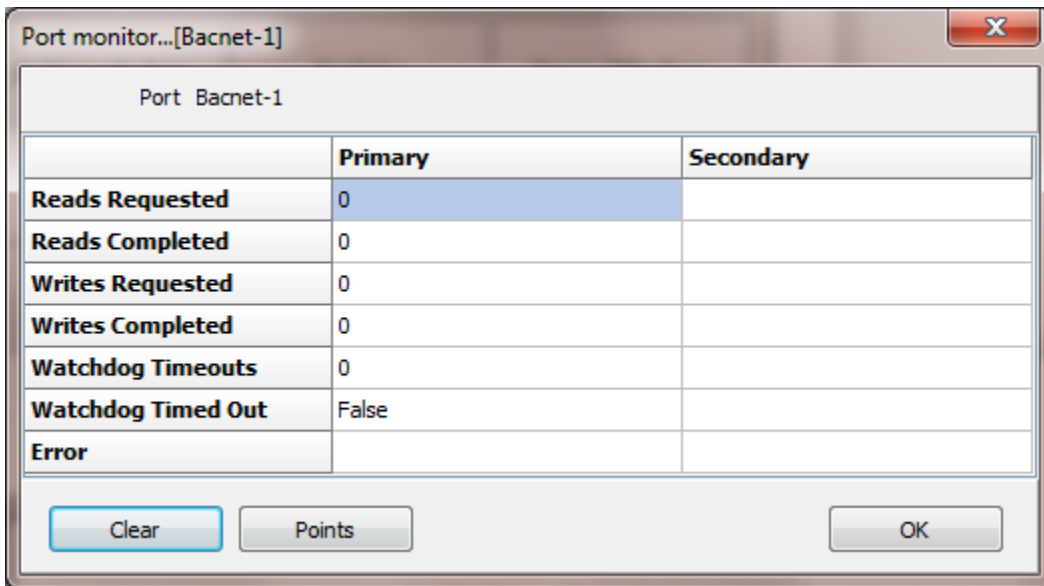 Port monitor...[Bacnet-1]
Port Bacnet-1
Primary Secondary
Reads Requested 0
Reads Completed 0
Writes Requested 0
Writes Completed 0
Watchdog Timeouts 0
Watchdog Timed Out False
Error
Clear Points OK